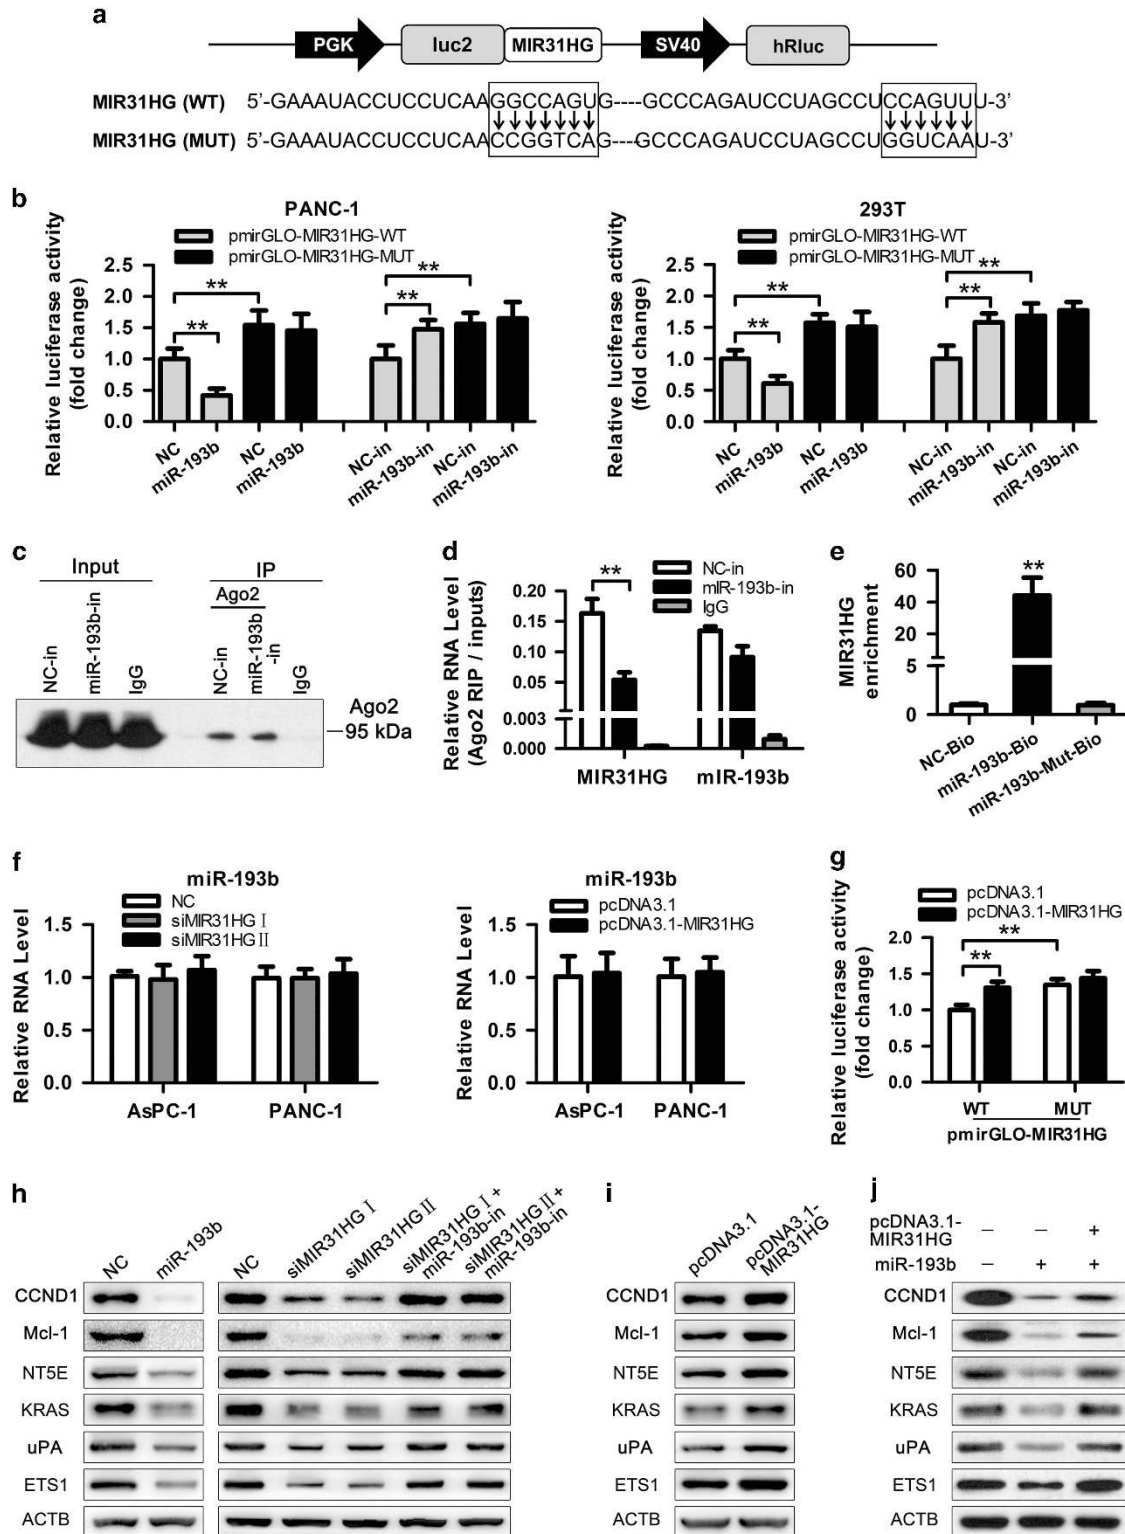 a
PGK luc2 MIR31HG SV40 hRluc
MIR31HG (WT) 5'-GAAAUACCUCCUCAAGGCCAGUG----GCCCAGAUCCUAGCCUCCAGUUU-3'
MIR31HG (MUT) 5'-GAAAUACCUCCUCAACCGGTCAG----GCCCAGAUCCUAGCCUGGUCAAU-3'
b
PANC-1
pmirGLO-MIR31HG-WT
pmirGLO-MIR31HG-MUT
Relative luciferase activity
(fold change)
2.5
2.0
1.5
1.0
0.5
0.0
** ** ** **
NC miR-193b NC miR-193b NC-in miR-193b-in NC-in miR-193b-in
293T
pmirGLO-MIR31HG-WT
pmirGLO-MIR31HG-MUT
Relative luciferase activity
(fold change)
2.5
2.0
1.5
1.0
0.5
0.0
** ** ** **
NC miR-193b NC miR-193b NC-in miR-193b-in NC-in miR-193b-in
c
Input IP
Ago2
NC-in miR-193b-in IgG NC-in miR-193b-in IgG
Ago2
95 kDa
d
NC-in
mIR-193b-in
IgG
**
Relative RNA Level
(Ago2 RIP / inputs)
0.20
0.15
0.10
0.05
0.003
0.000
MIR31HG mIR-193b
e
**
MIR31HG
enrichment
60
40
20
5
0
NC-Bio miR-193b-Bio miR-193b-Mut-Bio
f
miR-193b
NC
siMIR31HG I
siMIR31HG II
Relative RNA Level
1.5
1.0
0.5
0.0
AsPC-1 PANC-1
miR-193b
pcDNA3.1
pcDNA3.1-MIR31HG
Relative RNA Level
1.5
1.0
0.5
0.0
AsPC-1 PANC-1
g
pcDNA3.1
pcDNA3.1-MIR31HG
Relative luciferase activity
(fold change)
2.0
1.5
1.0
0.5
0.0
** **
WT MUT
pmirGLO-MIR31HG
h
NC miR-193b NC siMIR31HG I siMIR31HG II siMIR31HG I + miR-193b-in siMIR31HG II + miR-193b-in
CCND1
Mcl-1
NT5E
KRAS
uPA
ETS1
ACTB
i
pcDNA3.1 pcDNA3.1-MIR31HG
CCND1
Mcl-1
NT5E
KRAS
uPA
ETS1
ACTB
j
pcDNA3.1-
MIR31HG − − +
miR-193b − + +
CCND1
Mcl-1
NT5E
KRAS
uPA
ETS1
ACTB